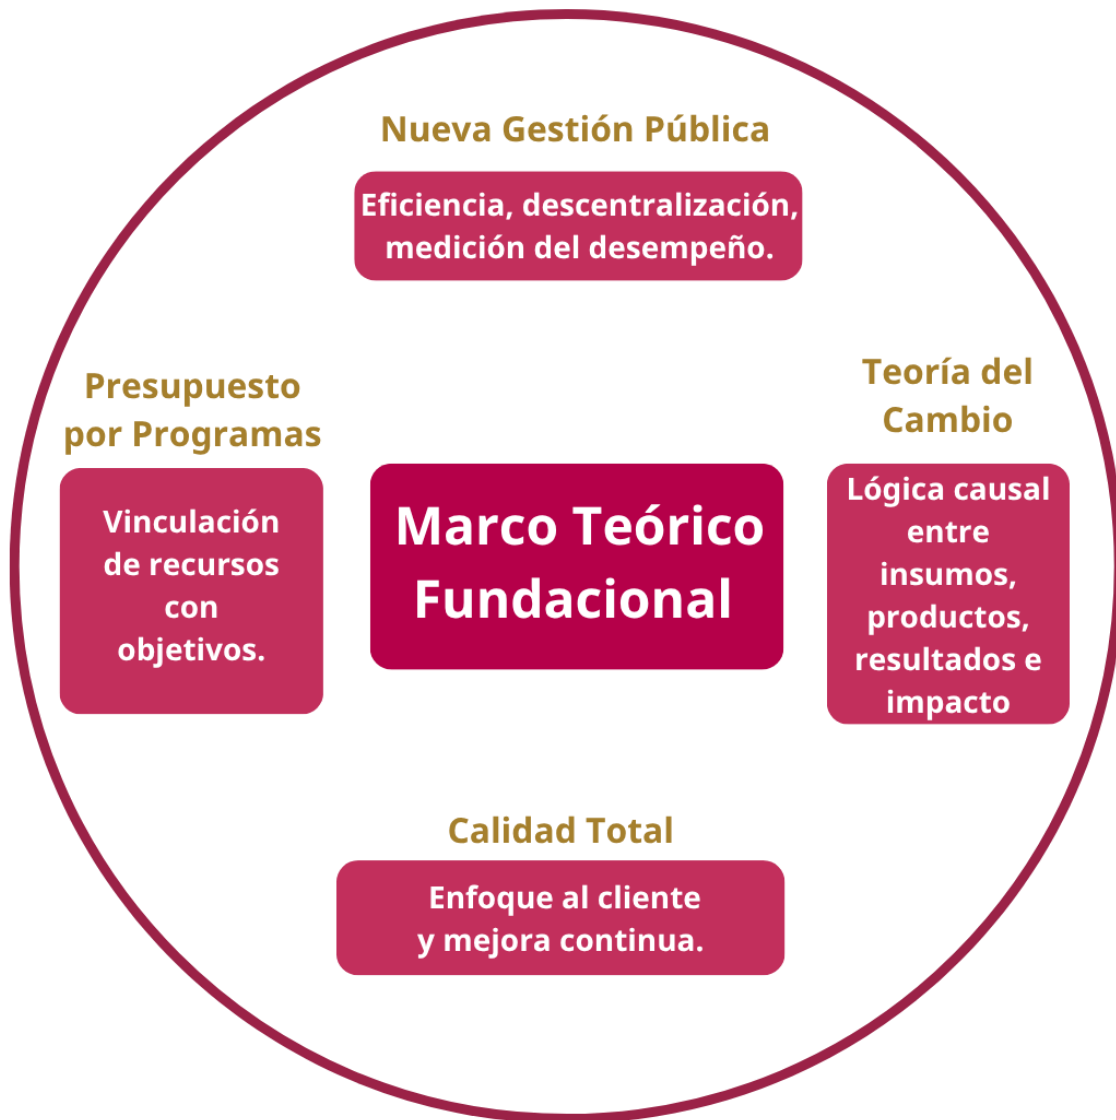 Nueva Gestión Pública
Eficiencia, descentralización,
medición del desempeño.
Presupuesto
por Programas
Vinculación
de recursos
con
objetivos.
Marco Teórico
Fundacional
Teoría del
Cambio
Lógica causal
entre
insumos,
productos,
resultados e
impacto
Calidad Total
Enfoque al cliente
y mejora continua.